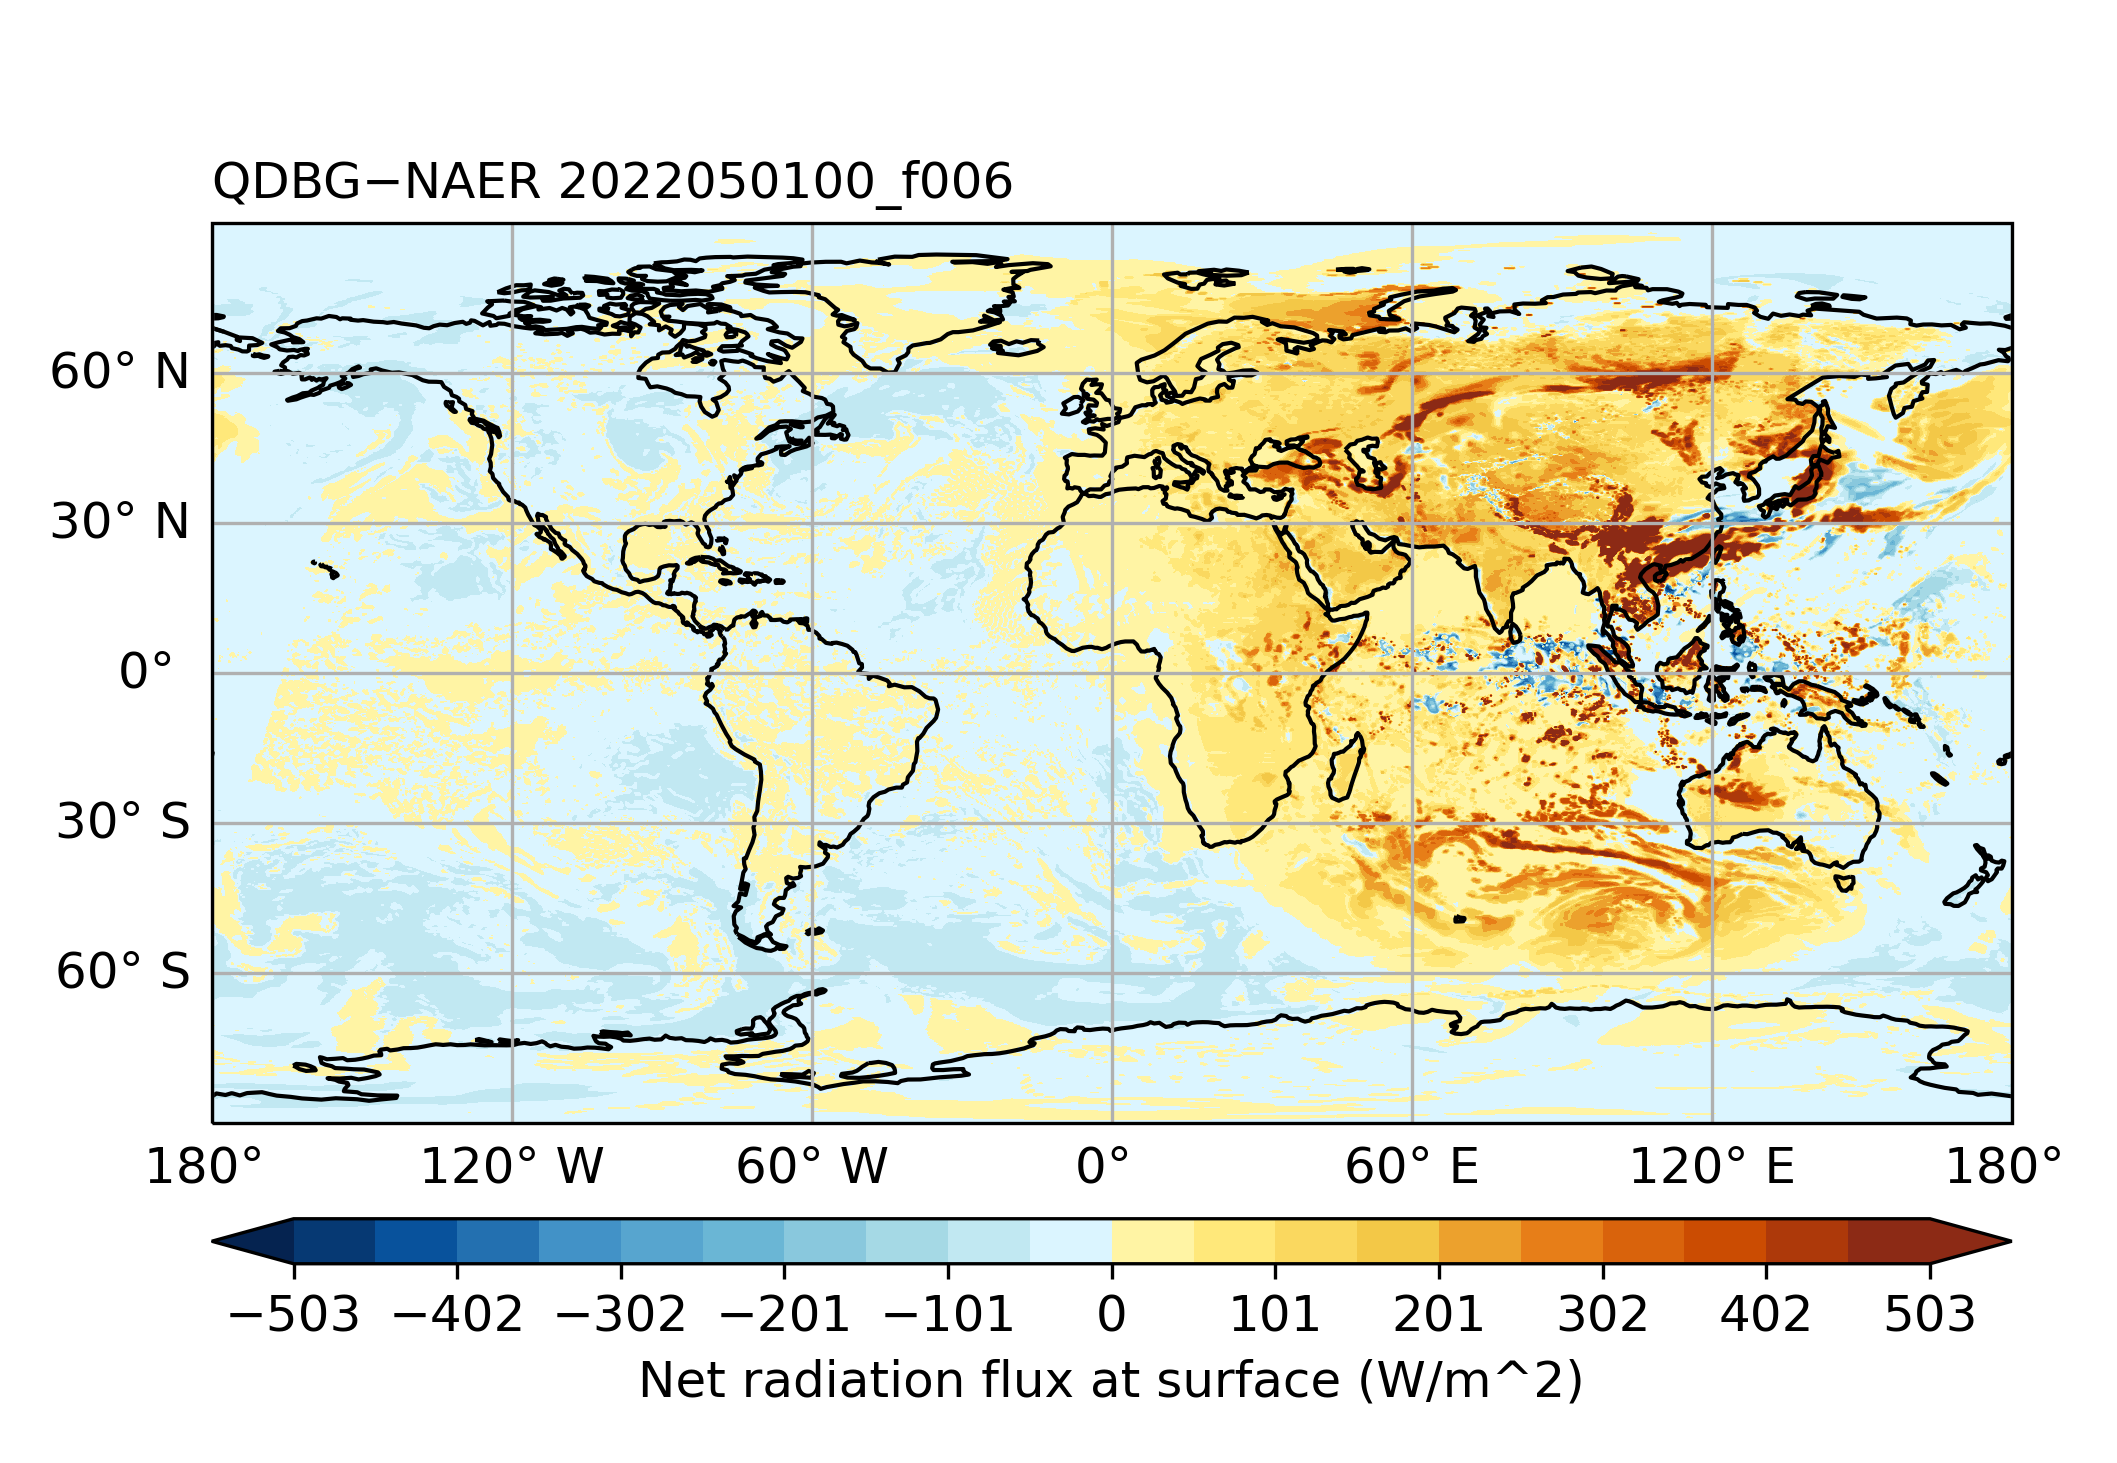 QDBG−NAER 2022050100_f006
60° N
30° N
0°
30° S
60° S
180° 120° W 60° W 0° 60° E 120° E 180°
−503 −402 −302 −201 −101 0 101 201 302 402 503
Net radiation flux at surface (W/m^2)